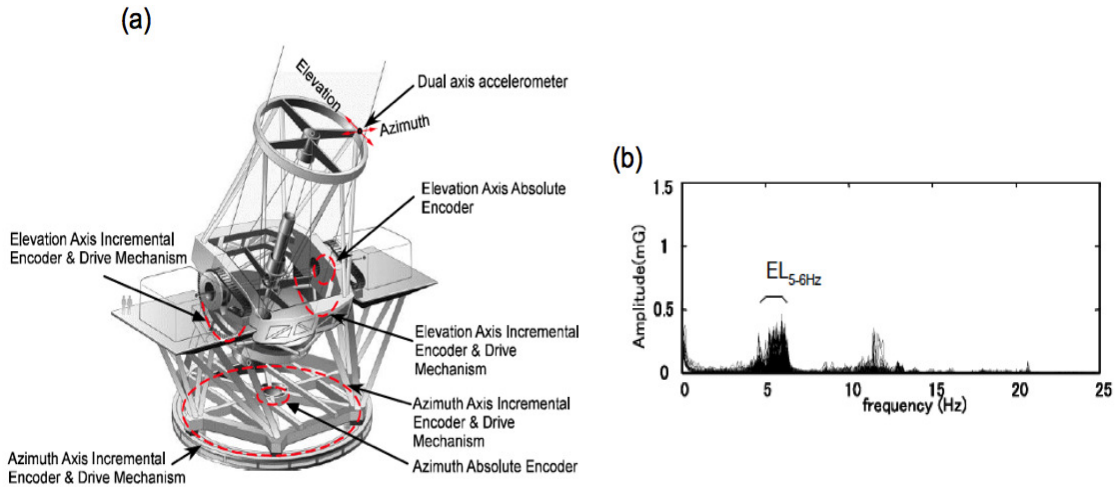 (a)
Elevation
Dual axis accelerometer
Azimuth
Elevation Axis Absolute
Encoder
Elevation Axis Incremental
Encoder & Drive Mechanism
Elevation Axis Incremental
Encoder & Drive
Mechanism
Azimuth Axis Incremental
Encoder & Drive
Mechanism
Azimuth Absolute Encoder
Azimuth Axis Incremental
Encoder & Drive Mechanism
(b)
1.5
1
0.5
0
Amplitude(mG)
EL5-6Hz
0 5 10 15 20 25
frequency (Hz)